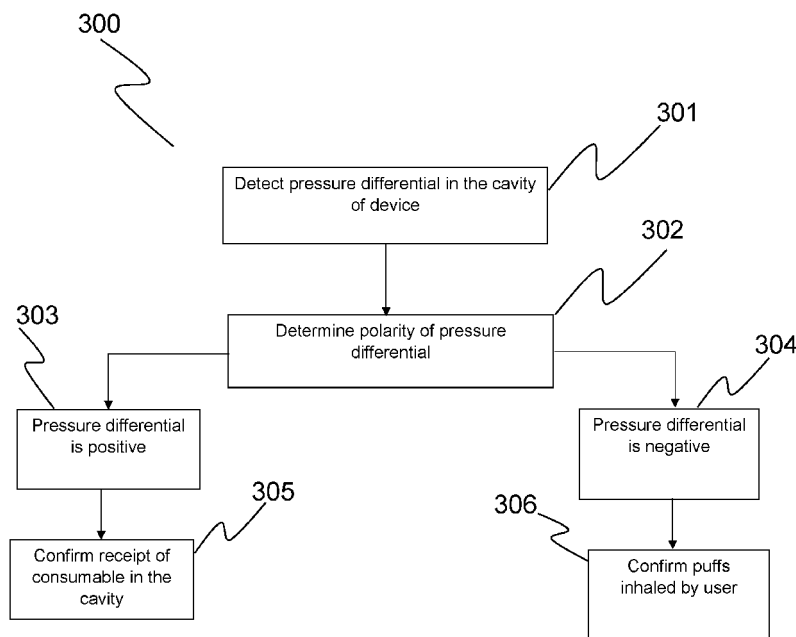 300
301
Detect pressure differential in the cavity
of device
302
Determine polarity of pressure
differential
303
Pressure differential
is positive
304
Pressure differential
is negative
305
Confirm receipt of
consumable in the
cavity
306
Confirm puffs
inhaled by user